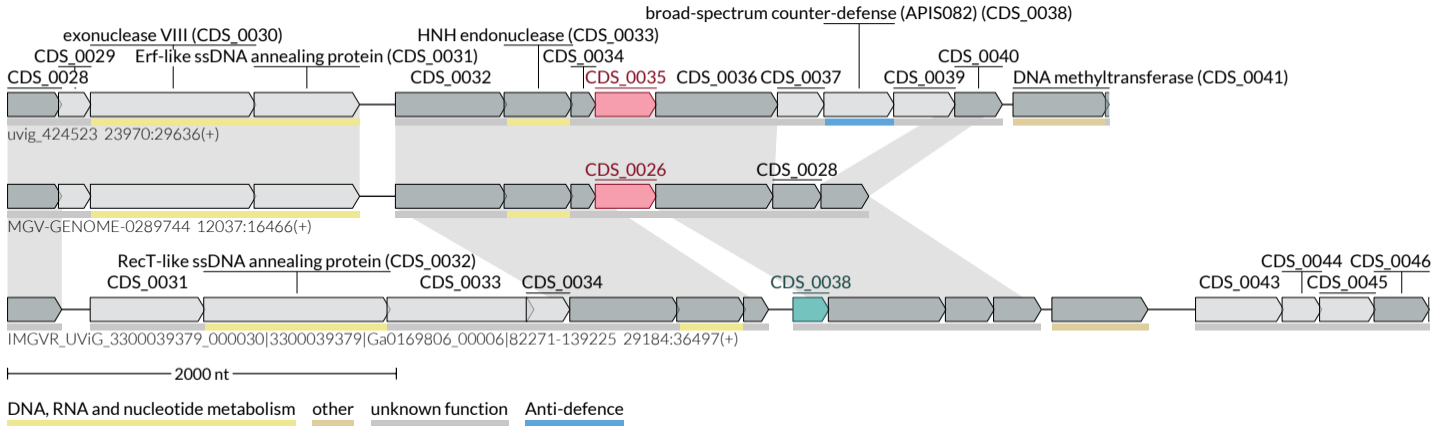 broad-spectrum counter-defense (APIS082) (CDS_0038)
exonuclease VIII (CDS_0030) HNH endonuclease (CDS_0033)
CDS_0029 Erf-like ssDNA annealing protein (CDS_0031) CDS_0034 CDS_0040
CDS_0028 CDS_0032 CDS_0035 CDS_0036 CDS_0037 CDS_0039 DNA methyltransferase (CDS_0041)
uvig_424523 23970:29636(+)
CDS_0026 CDS_0028
MGV-GENOME-0289744 12037:16466(+)
RecT-like ssDNA annealing protein (CDS_0032) CDS_0044 CDS_0046
CDS_0031 CDS_0033 CDS_0034 CDS_0038 CDS_0043 CDS_0045
IMGVR_UViG_3300039379_000030|3300039379|Ga0169806_00006|82271-139225 29184:36497(+)
2000 nt
DNA, RNA and nucleotide metabolism other unknown function Anti-defence